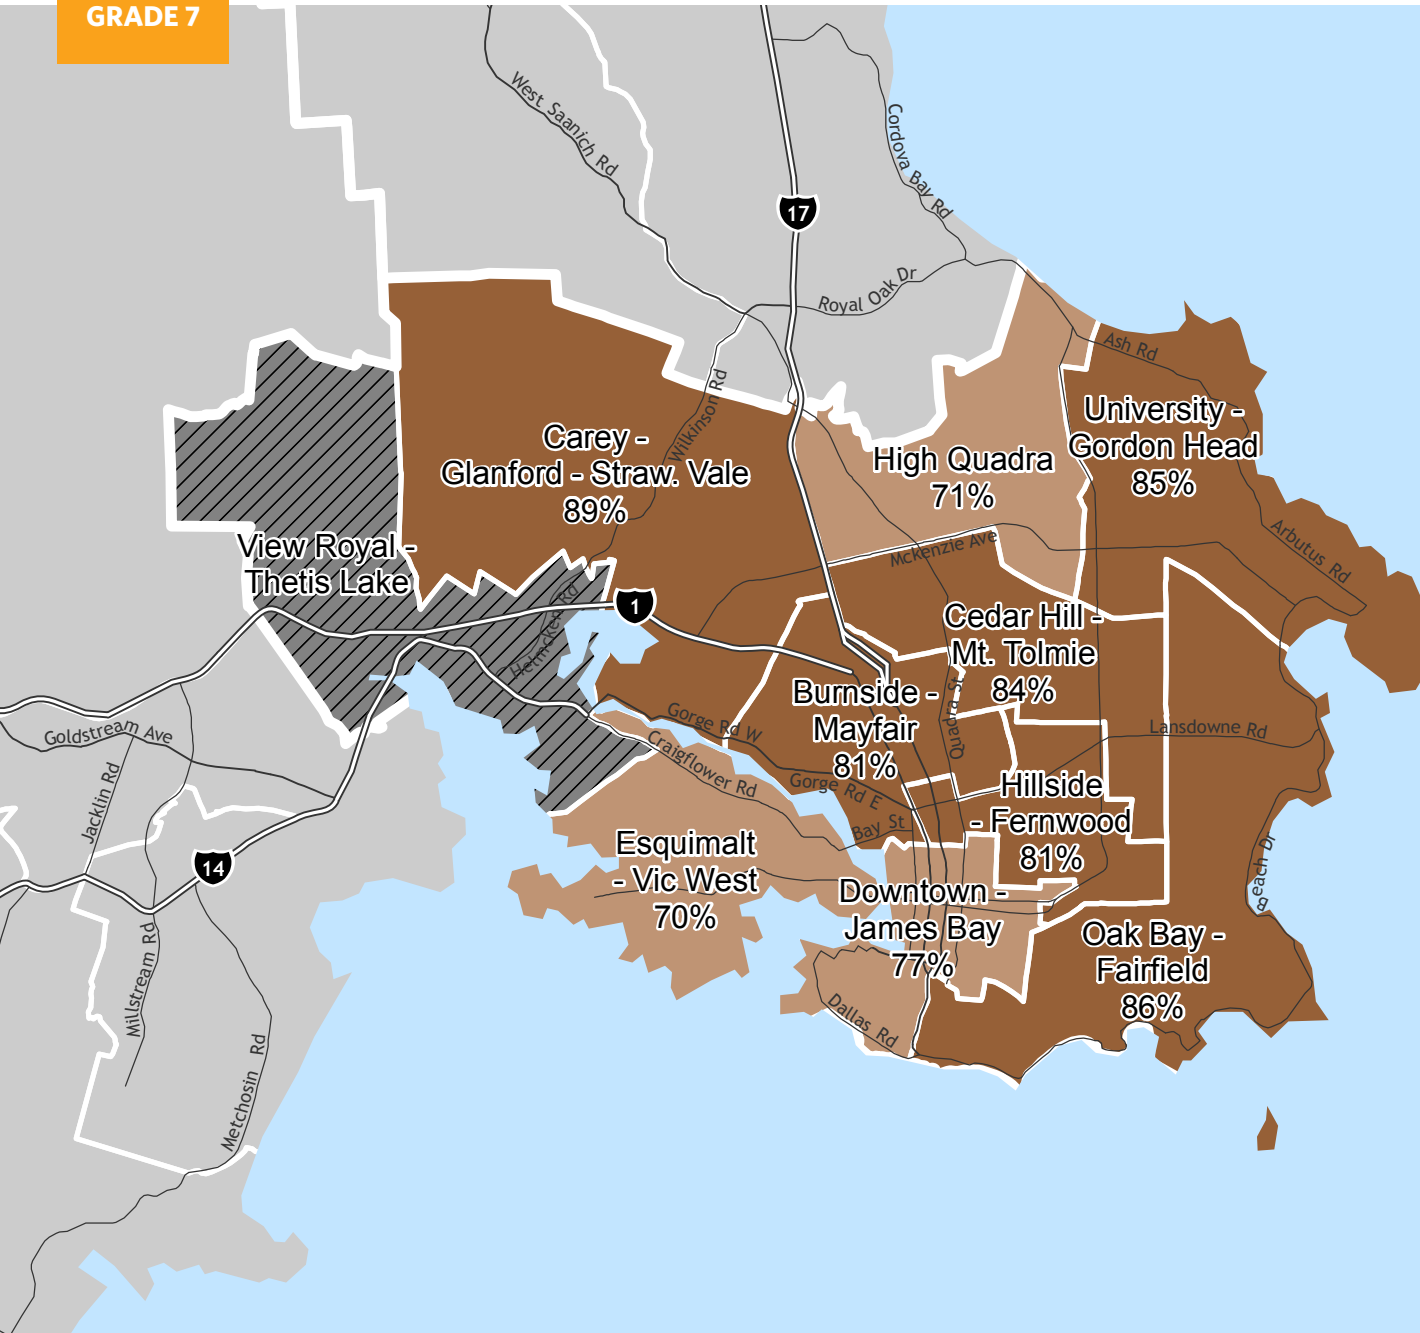 GRADE 7
West Saanich Rd
Cordova Bay Rd
17
Royal Oak Dr
Ash Rd
Wilkinson Rd
University -
Gordon Head
85%
Carey -
Glanford - Straw. Vale
89%
High Quadra
71%
Arbutus Rd
Mckenzie Ave
View Royal -
Thetis Lake
1
Helmcken Rd
Cedar Hill -
Mt. Tolmie
84%
Burnside -
Mayfair
81%
Quadra St
Gorge Rd W
Lansdowne Rd
Goldstream Ave
Craigflower Rd
Gorge Rd E
Jacklin Rd
Hillside
- Fernwood
81%
Bay St
14
Esquimalt
- Vic West
70%
Beach Dr
Downtown -
James Bay
77%
Oak Bay -
Fairfield
86%
Millstream Rd
Dallas Rd
Metchosin Rd